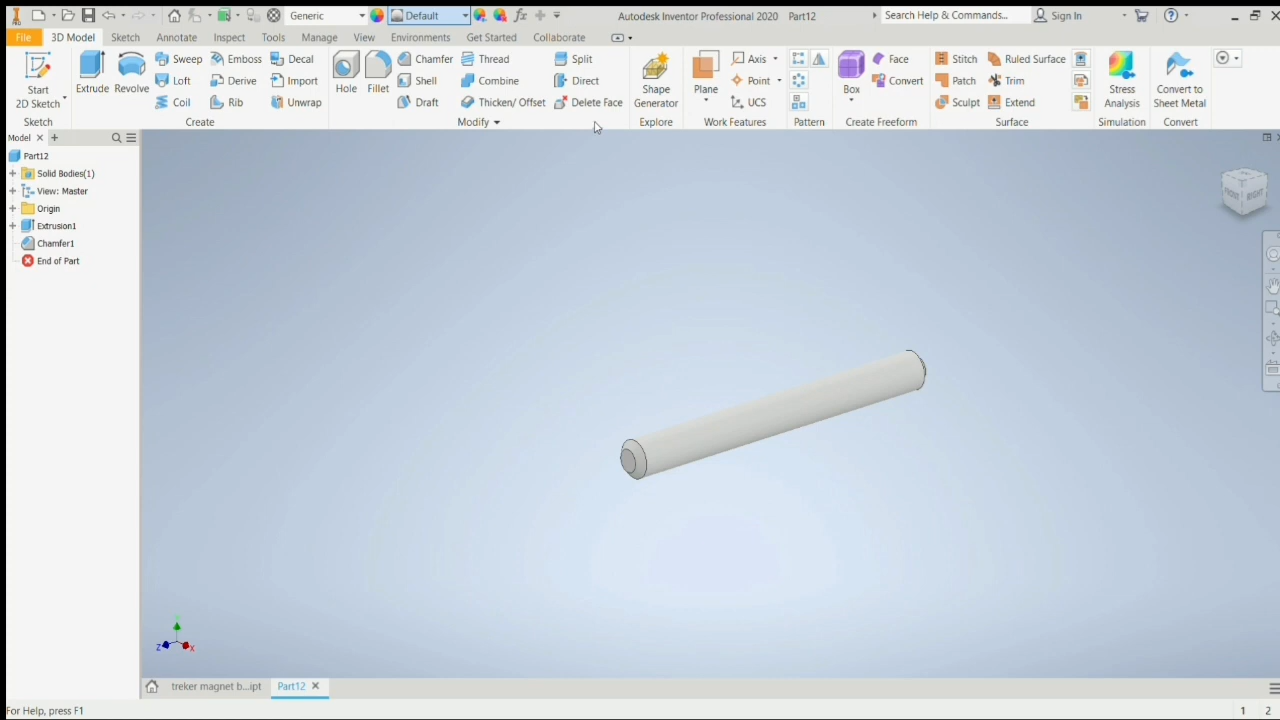 Generic
Default
fx
Autodesk Inventor Professional 2020 Part12
Search Help & Commands...
Sign In
File 3D Model Sketch Annotate Inspect Tools Manage View Environments Get Started Collaborate
Start
2D Sketch
Sketch
Extrude
Revolve
Sweep
Emboss
Decal
Loft
Derive
Import
Coil
Rib
Unwrap
Create
Hole
Fillet
Chamfer
Thread
Split
Shell
Combine
Direct
Draft
Thicken/ Offset
Delete Face
Modify
Shape
Generator
Explore
Plane
Axis
Point
UCS
Work Features
Pattern
Box
Face
Convert
Create Freeform
Stitch
Ruled Surface
Patch
Trim
Sculpt
Extend
Surface
Stress
Analysis
Simulation
Convert to
Sheet Metal
Convert
Model
Part12
Solid Bodies(1)
View: Master
Origin
Extrusion1
Chamfer1
End of Part
FRONT
RIGHT
Z
X
treker magnet b...ipt
Part12
For Help, press F1
1 2